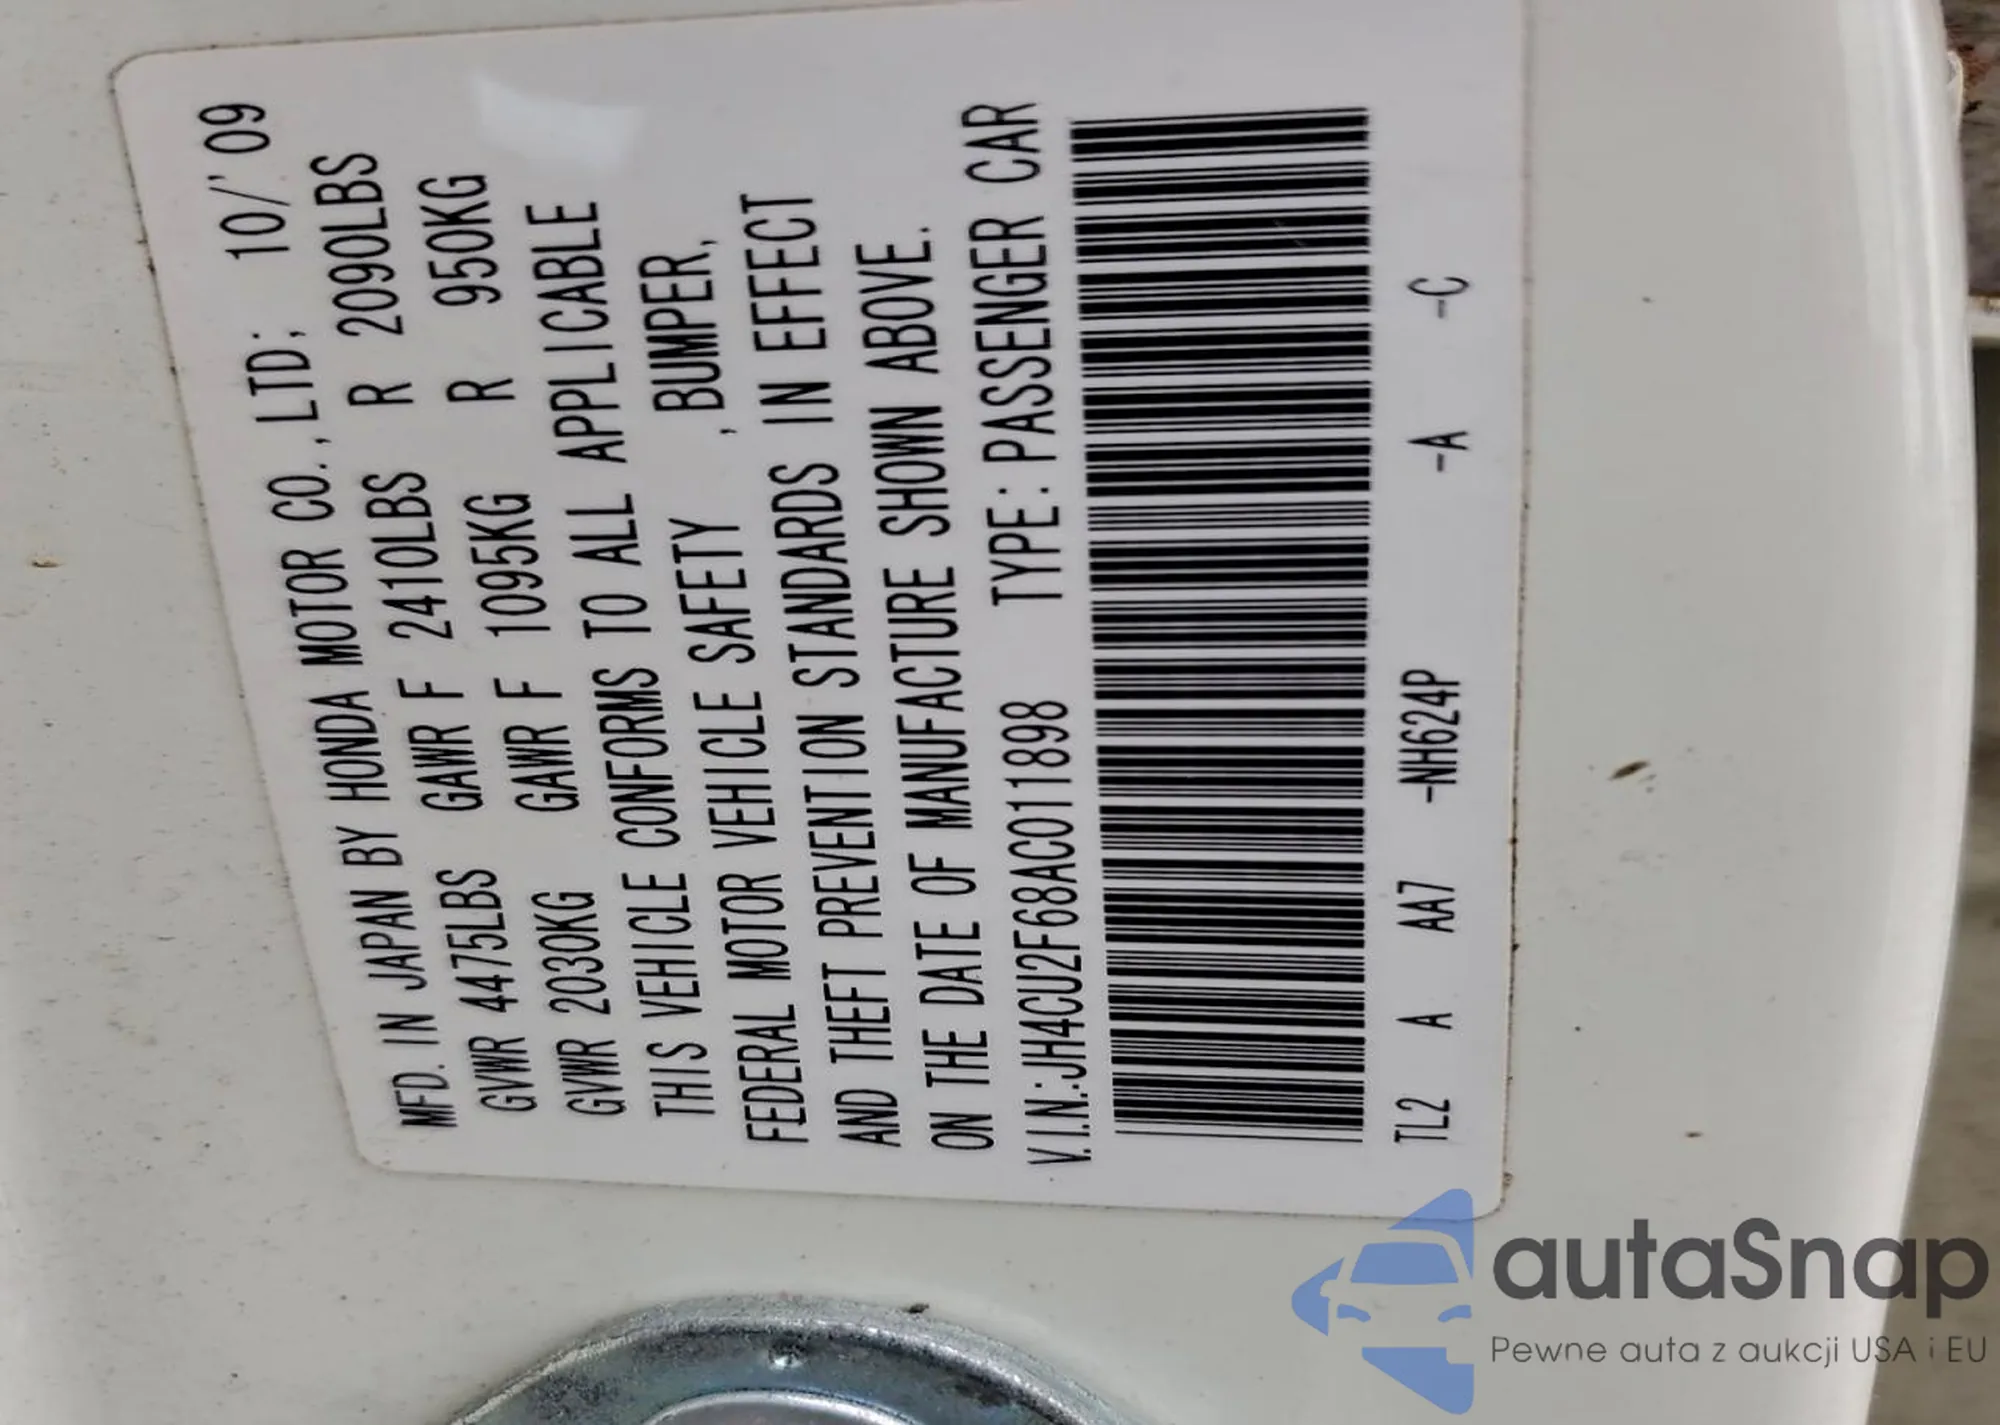 MFD. IN JAPAN BY HONDA MOTOR CO., LTD; 10/'09
GVWR 4475LBS GAWR F 2410LBS R 2090LBS
GVWR 2030KG GAWR F 1095KG R 950KG
THIS VEHICLE CONFORMS TO ALL APPLICABLE
FEDERAL MOTOR VEHICLE SAFETY , BUMPER,
AND THEFT PREVENTION STANDARDS IN EFFECT
ON THE DATE OF MANUFACTURE SHOWN ABOVE.
V.I.N.:JH4CU2F68AC011898 TYPE: PASSENGER CAR
TL2 A AA7 -NH624P -A -C
autaSnap
Pewne auta z aukcji USA i EU